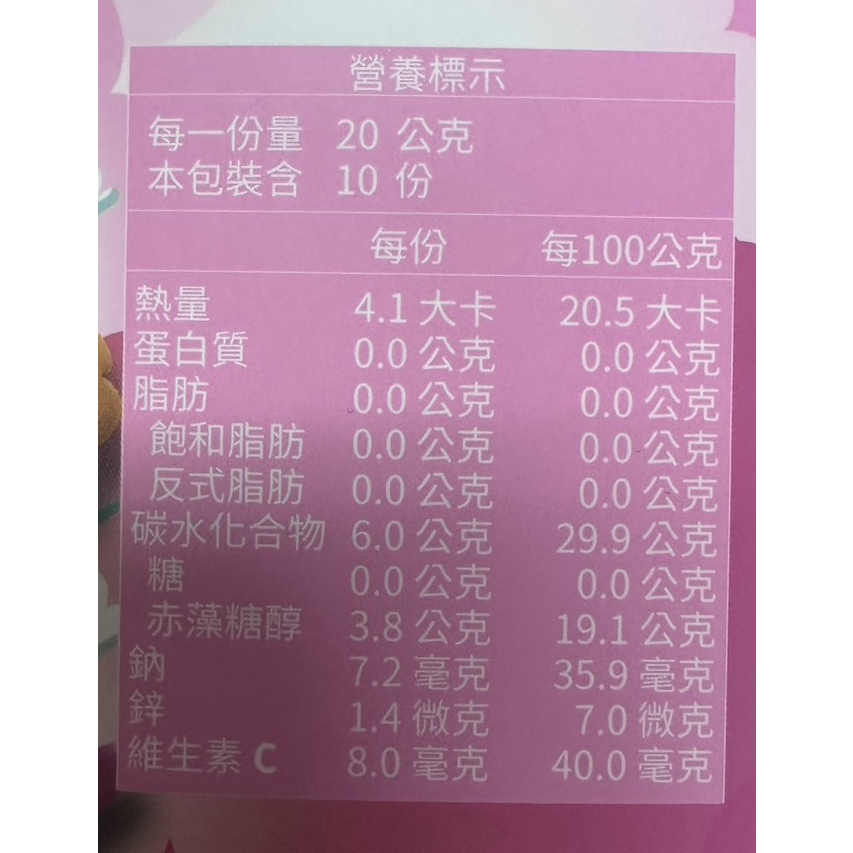 營養標示
每一份量 20 公克
本包裝含 10 份
每份 每100公克
熱量 4.1 大卡 20.5 大卡
蛋白質 0.0 公克 0.0 公克
脂肪 0.0 公克 0.0 公克
飽和脂肪 0.0 公克 0.0 公克
反式脂肪 0.0 公克 0.0 公克
碳水化合物 6.0 公克 29.9 公克
糖 0.0 公克 0.0 公克
赤藻糖醇 3.8 公克 19.1 公克
鈉 7.2 毫克 35.9 毫克
鋅 1.4 微克 7.0 微克
維生素 C 8.0 毫克 40.0 毫克